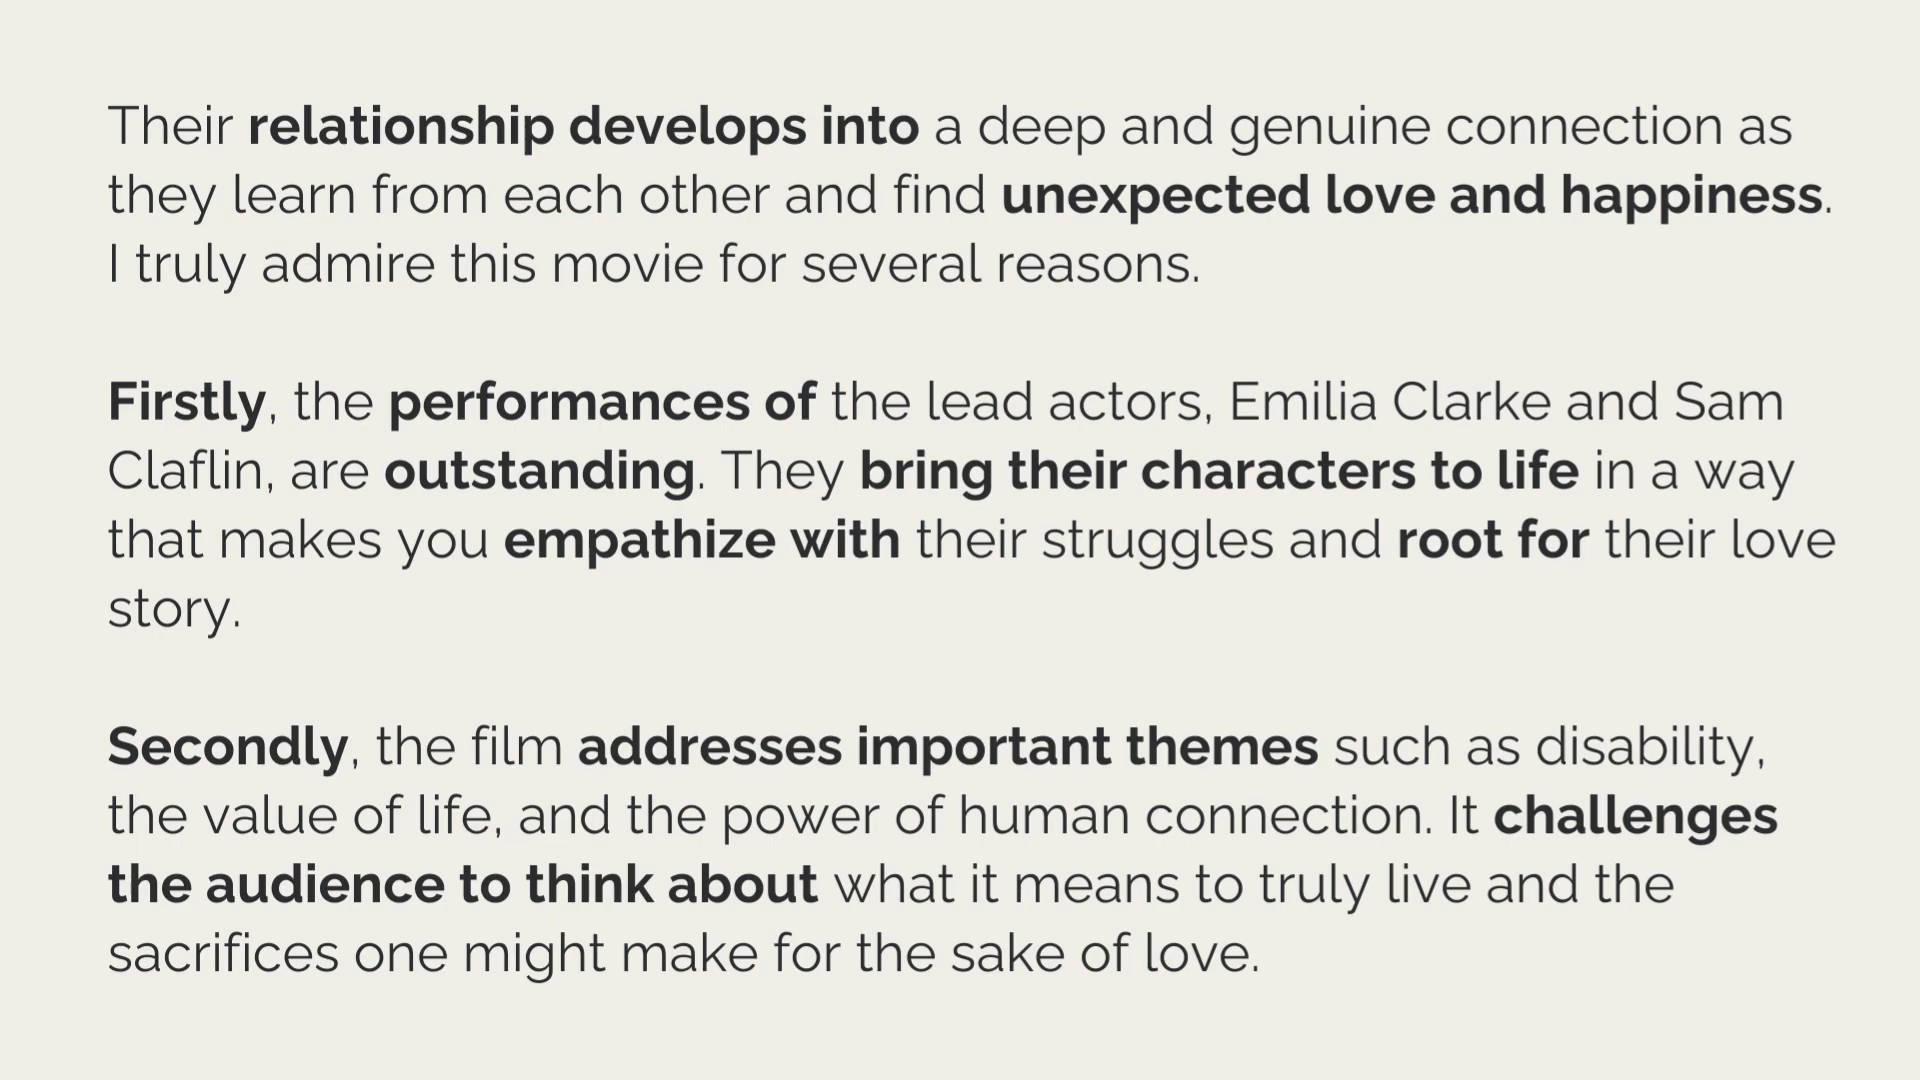 Their relationship develops into a deep and genuine connection as
they learn from each other and find unexpected love and happiness.
I truly admire this movie for several reasons.
Firstly, the performances of the lead actors, Emilia Clarke and Sam
Claflin, are outstanding. They bring their characters to life in a way
that makes you empathize with their struggles and root for their love
story.
Secondly, the film addresses important themes such as disability,
the value of life, and the power of human connection. It challenges
the audience to think about what it means to truly live and the
sacrifices one might make for the sake of love.